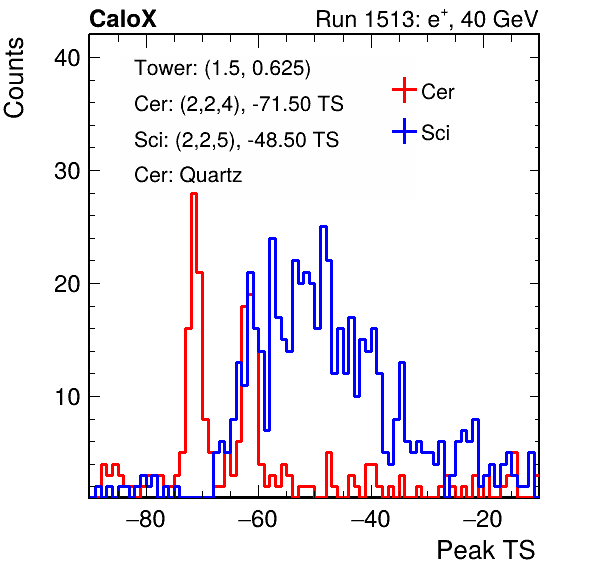 CaloX Run 1513: e⁺, 40 GeV
Counts
40
30
20
10
Tower: (1.5, 0.625)
Cer: (2,2,4), -71.50 TS
Sci: (2,2,5), -48.50 TS
Cer: Quartz
Cer
Sci
−80 −60 −40 −20
Peak TS